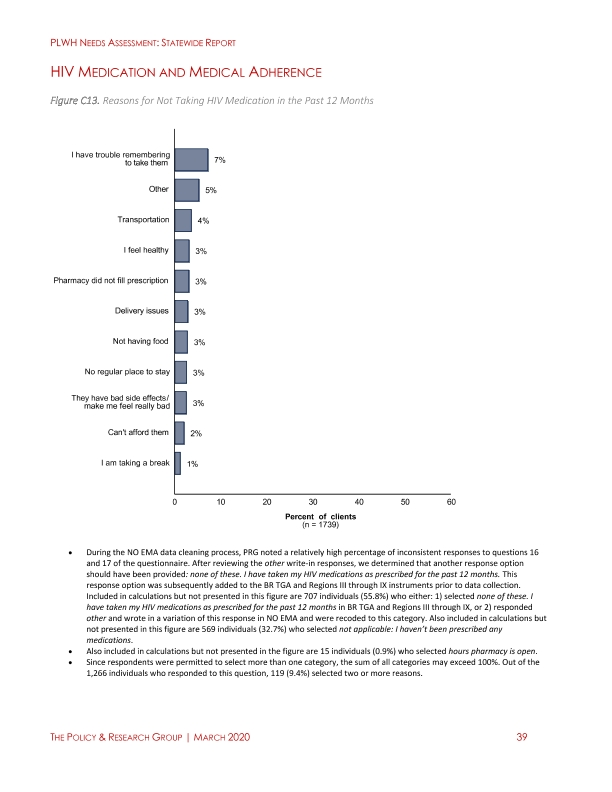 PLWH NEEDS ASSESSMENT: STATEWIDE REPORT
HIV MEDICATION AND MEDICAL ADHERENCE
Figure C13. Reasons for Not Taking HIV Medication in the Past 12 Months
I have trouble remembering
to take them
7%
Other
5%
Transportation
4%
I feel healthy
3%
Pharmacy did not fill prescription
3%
Delivery issues
3%
Not having food
3%
No regular place to stay
3%
They have bad side effects/
make me feel really bad
3%
Can't afford them
2%
I am taking a break
1%
0 10 20 30 40 50 60
Percent of clients
(n = 1739)
• During the NO EMA data cleaning process, PRG noted a relatively high percentage of inconsistent responses to questions 16
and 17 of the questionnaire. After reviewing the other write-in responses, we determined that another response option
should have been provided: none of these. I have taken my HIV medications as prescribed for the past 12 months. This
response option was subsequently added to the BR TGA and Regions III through IX instruments prior to data collection.
Included in calculations but not presented in this figure are 707 individuals (55.8%) who either: 1) selected none of these. I
have taken my HIV medications as prescribed for the past 12 months in BR TGA and Regions III through IX, or 2) responded
other and wrote in a variation of this response in NO EMA and were recoded to this category. Also included in calculations but
not presented in this figure are 569 individuals (32.7%) who selected not applicable: I haven't been prescribed any
medications.
• Also included in calculations but not presented in the figure are 15 individuals (0.9%) who selected hours pharmacy is open.
• Since respondents were permitted to select more than one category, the sum of all categories may exceed 100%. Out of the
1,266 individuals who responded to this question, 119 (9.4%) selected two or more reasons.
THE POLICY & RESEARCH GROUP | MARCH 2020
39